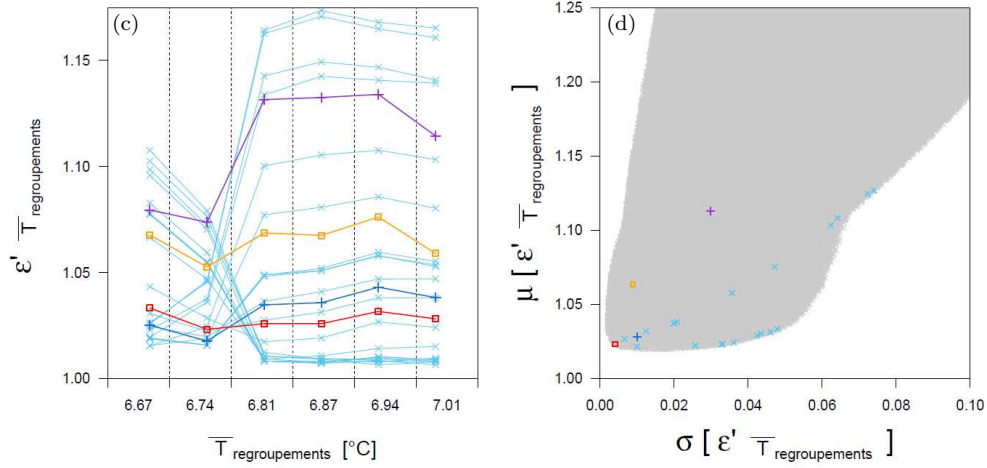 (c)
1.15
1.10
1.05
1.00
ε' T̅ regroupements
6.67 6.74 6.81 6.87 6.94 7.01
T̅ regroupements [°C]
(d)
1.25
1.20
1.15
1.10
1.05
1.00
μ [ ε' T̅ regroupements ]
0.00 0.02 0.04 0.06 0.08 0.10
σ [ ε' T̅ regroupements ]